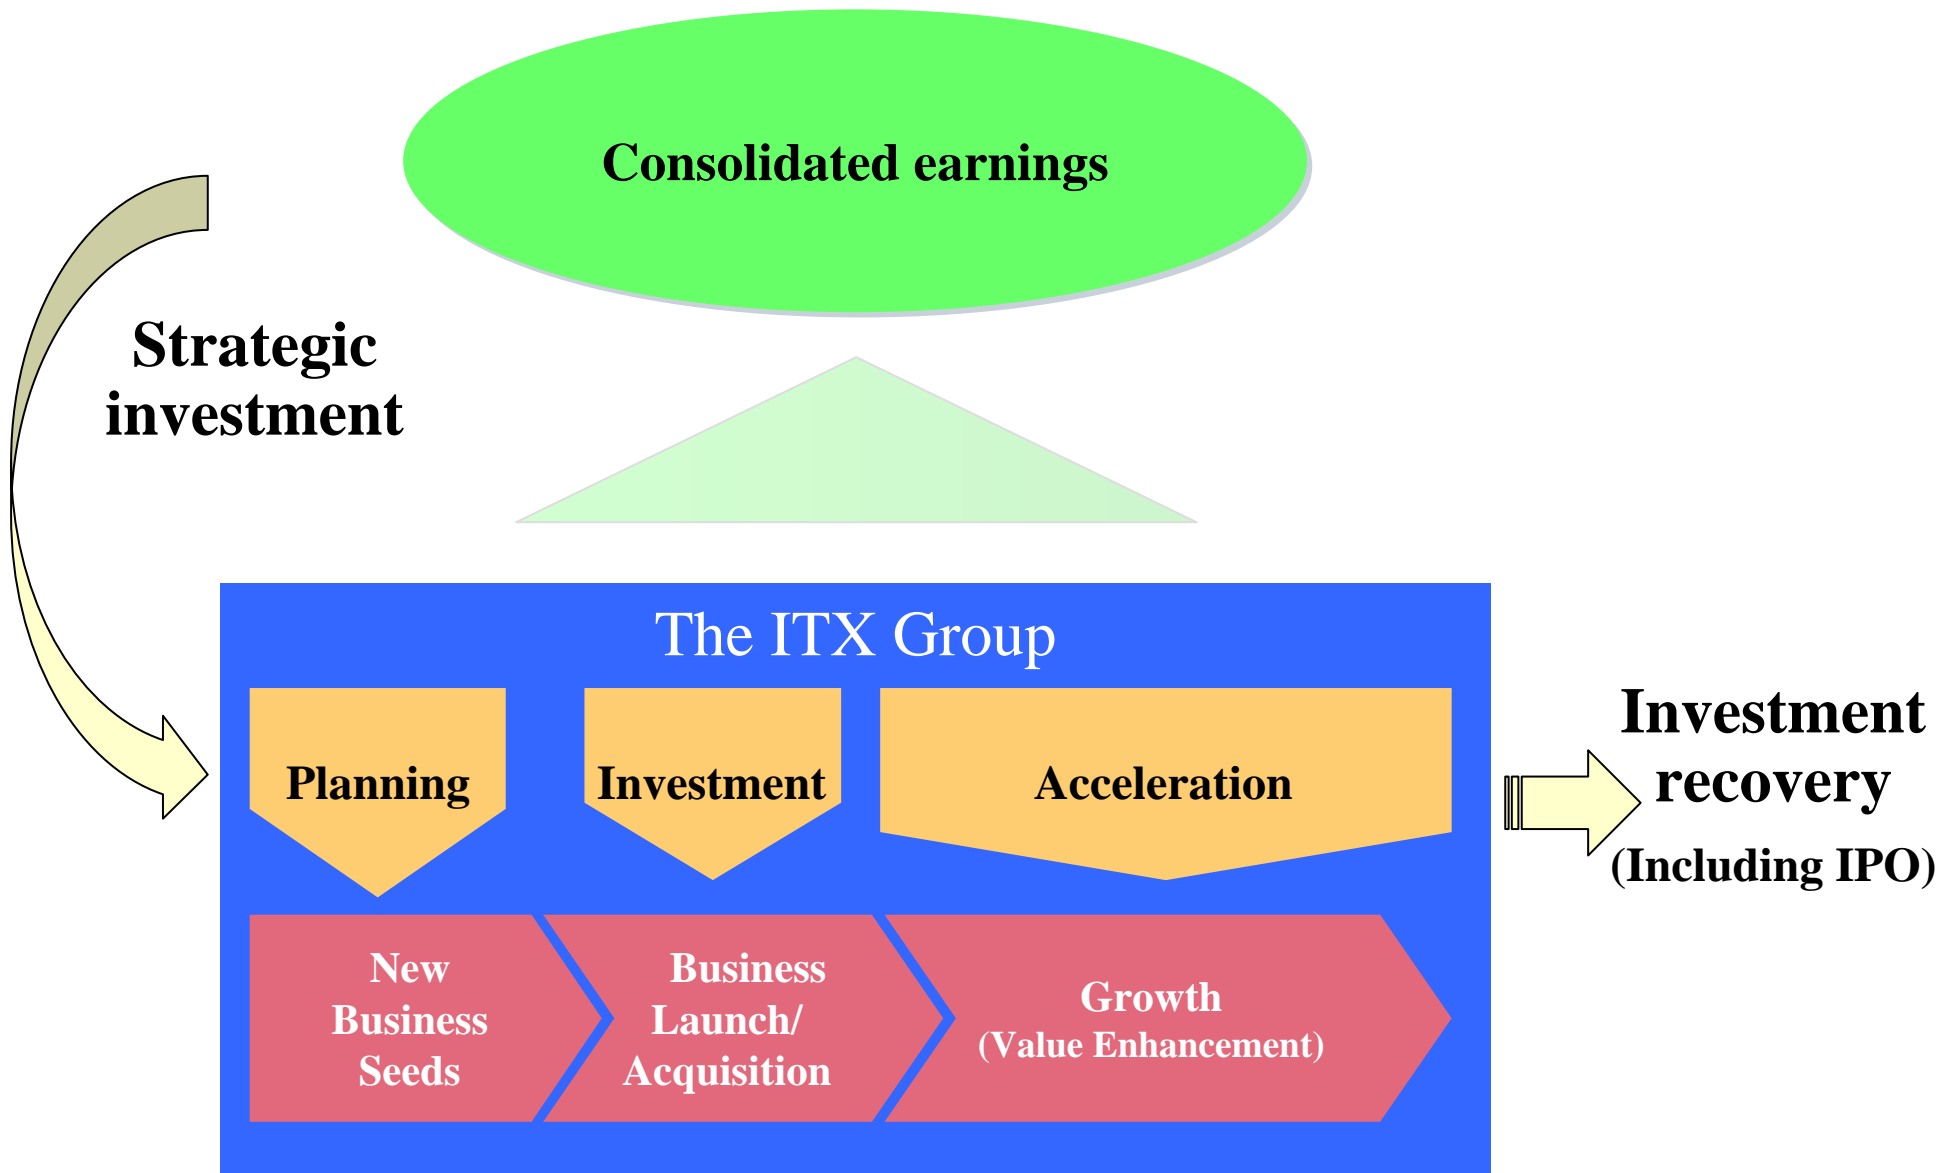 Consolidated earnings
Strategic
investment
The ITX Group
Planning
Investment
Acceleration
New
Business
Seeds
Business
Launch/
Acquisition
Growth
(Value Enhancement)
Investment
recovery
(Including IPO)